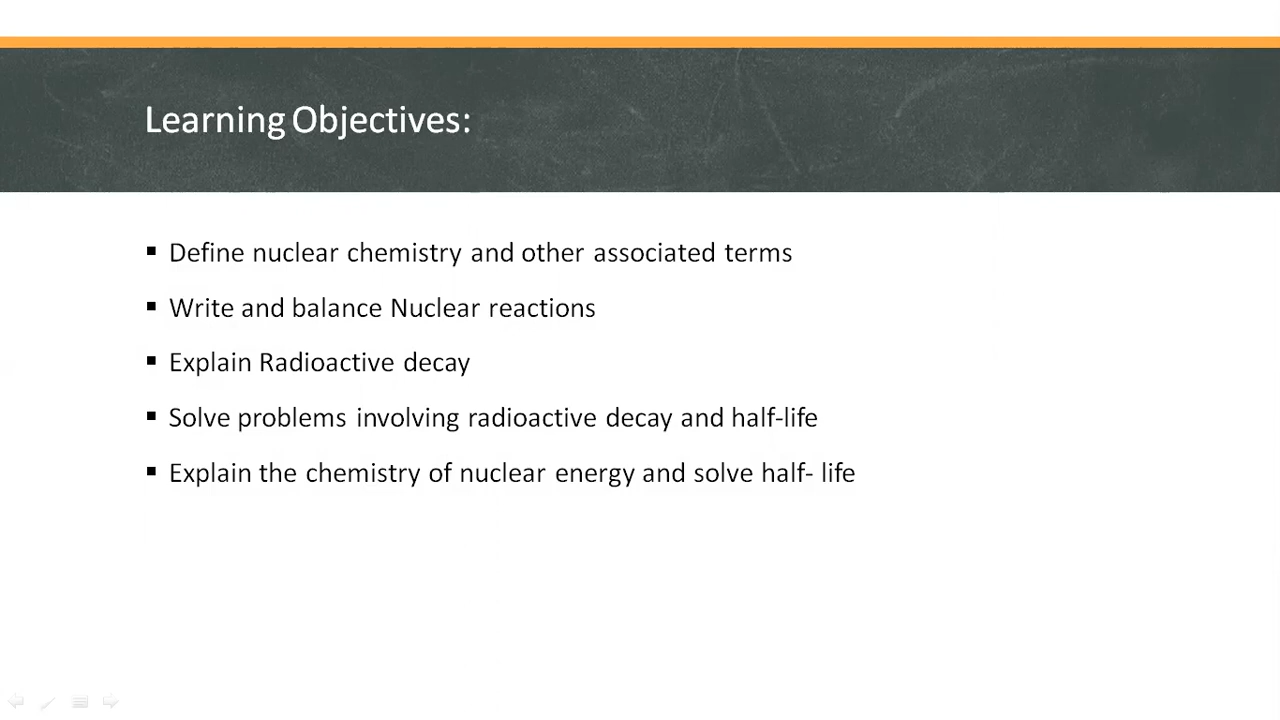 Learning Objectives:
▪ Define nuclear chemistry and other associated terms
▪ Write and balance Nuclear reactions
▪ Explain Radioactive decay
▪ Solve problems involving radioactive decay and half-life
▪ Explain the chemistry of nuclear energy and solve half- life